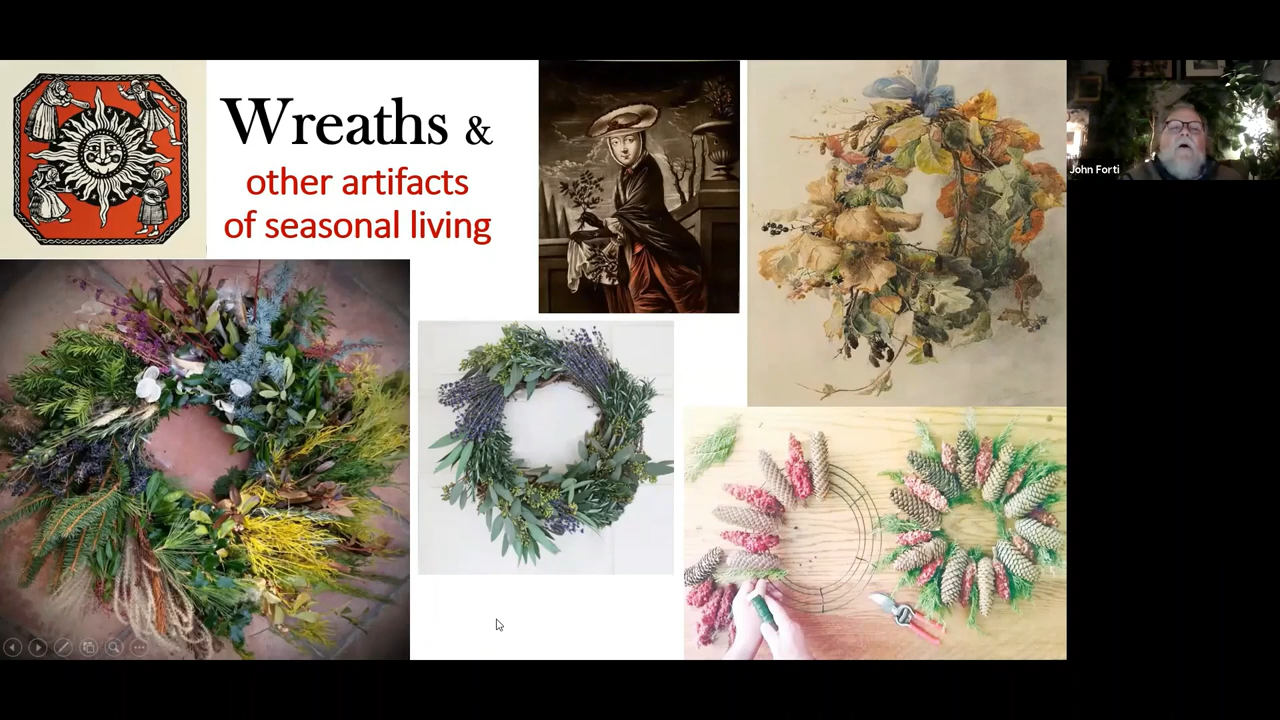 Wreaths &
other artifacts
of seasonal living
John Forti